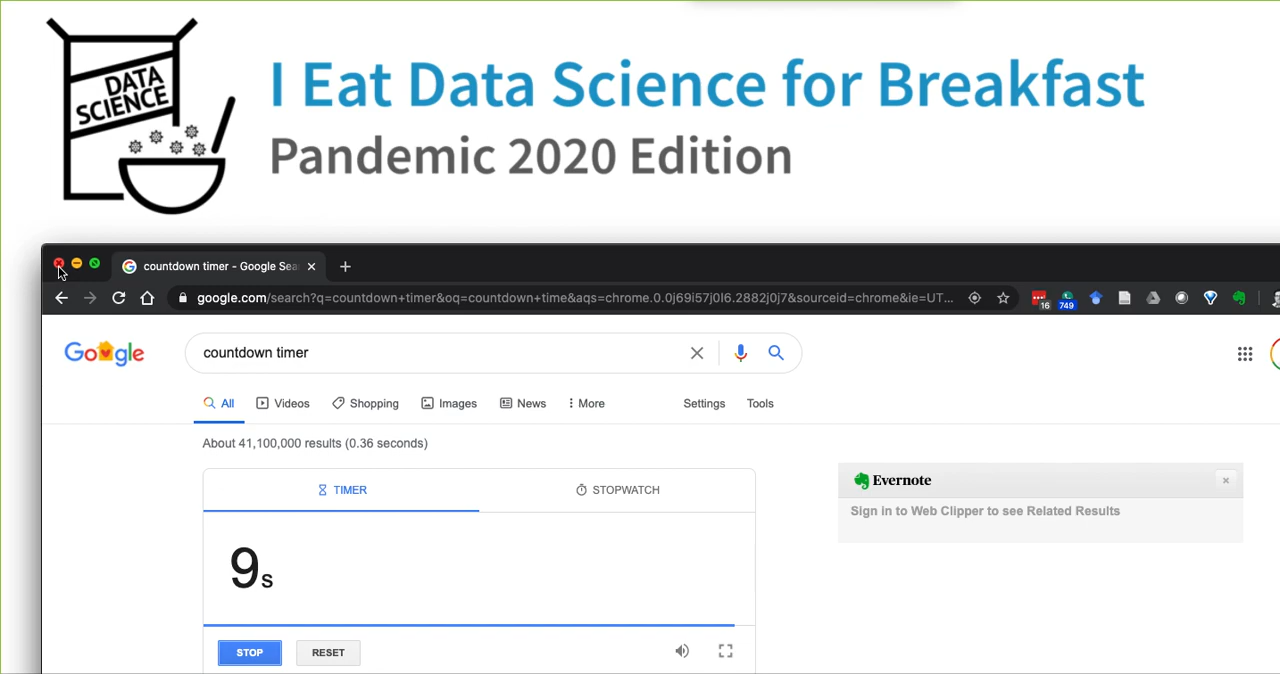 DATA
SCIENCE
I Eat Data Science for Breakfast
Pandemic 2020 Edition
countdown timer - Google Sea
google.com/search?q=countdown+timer&oq=countdown+time&aqs=chrome.0.0j69i57j0l6.2882j0j7&sourceid=chrome&ie=UT...
16
749
Google
countdown timer
All
Videos
Shopping
Images
News
More
Settings
Tools
About 41,100,000 results (0.36 seconds)
TIMER
STOPWATCH
Evernote
Sign in to Web Clipper to see Related Results
9s
STOP
RESET